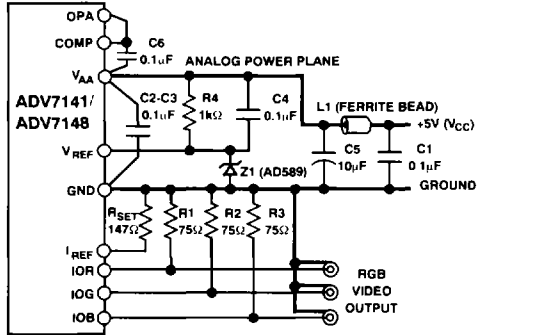 OPA
COMP
C6
0.1µF
ANALOG POWER PLANE
VAA
ADV7141/
ADV7148
C2-C3
0.1µF
R4
1kΩ
C4
0.1µF
L1 (FERRITE BEAD)
+5V (VCC)
C5
10µF
C1
0 1µF
VREF
Z1 (AD589)
GND
GROUND
RSET
147Ω
R1
75Ω
R2
75Ω
R3
75Ω
IREF
IOR
IOG
IOB
RGB
VIDEO
OUTPUT